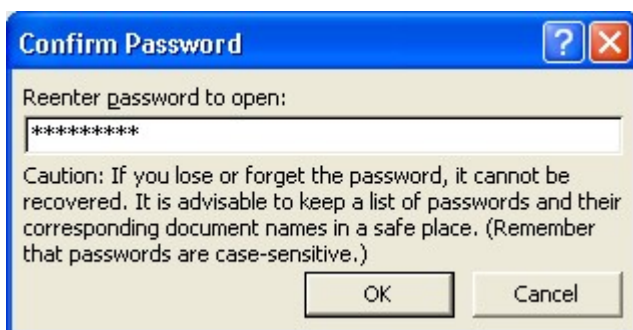 Confirm Password
Reenter password to open:
*********
Caution: If you lose or forget the password, it cannot be
recovered. It is advisable to keep a list of passwords and their
corresponding document names in a safe place. (Remember
that passwords are case-sensitive.)
OK Cancel